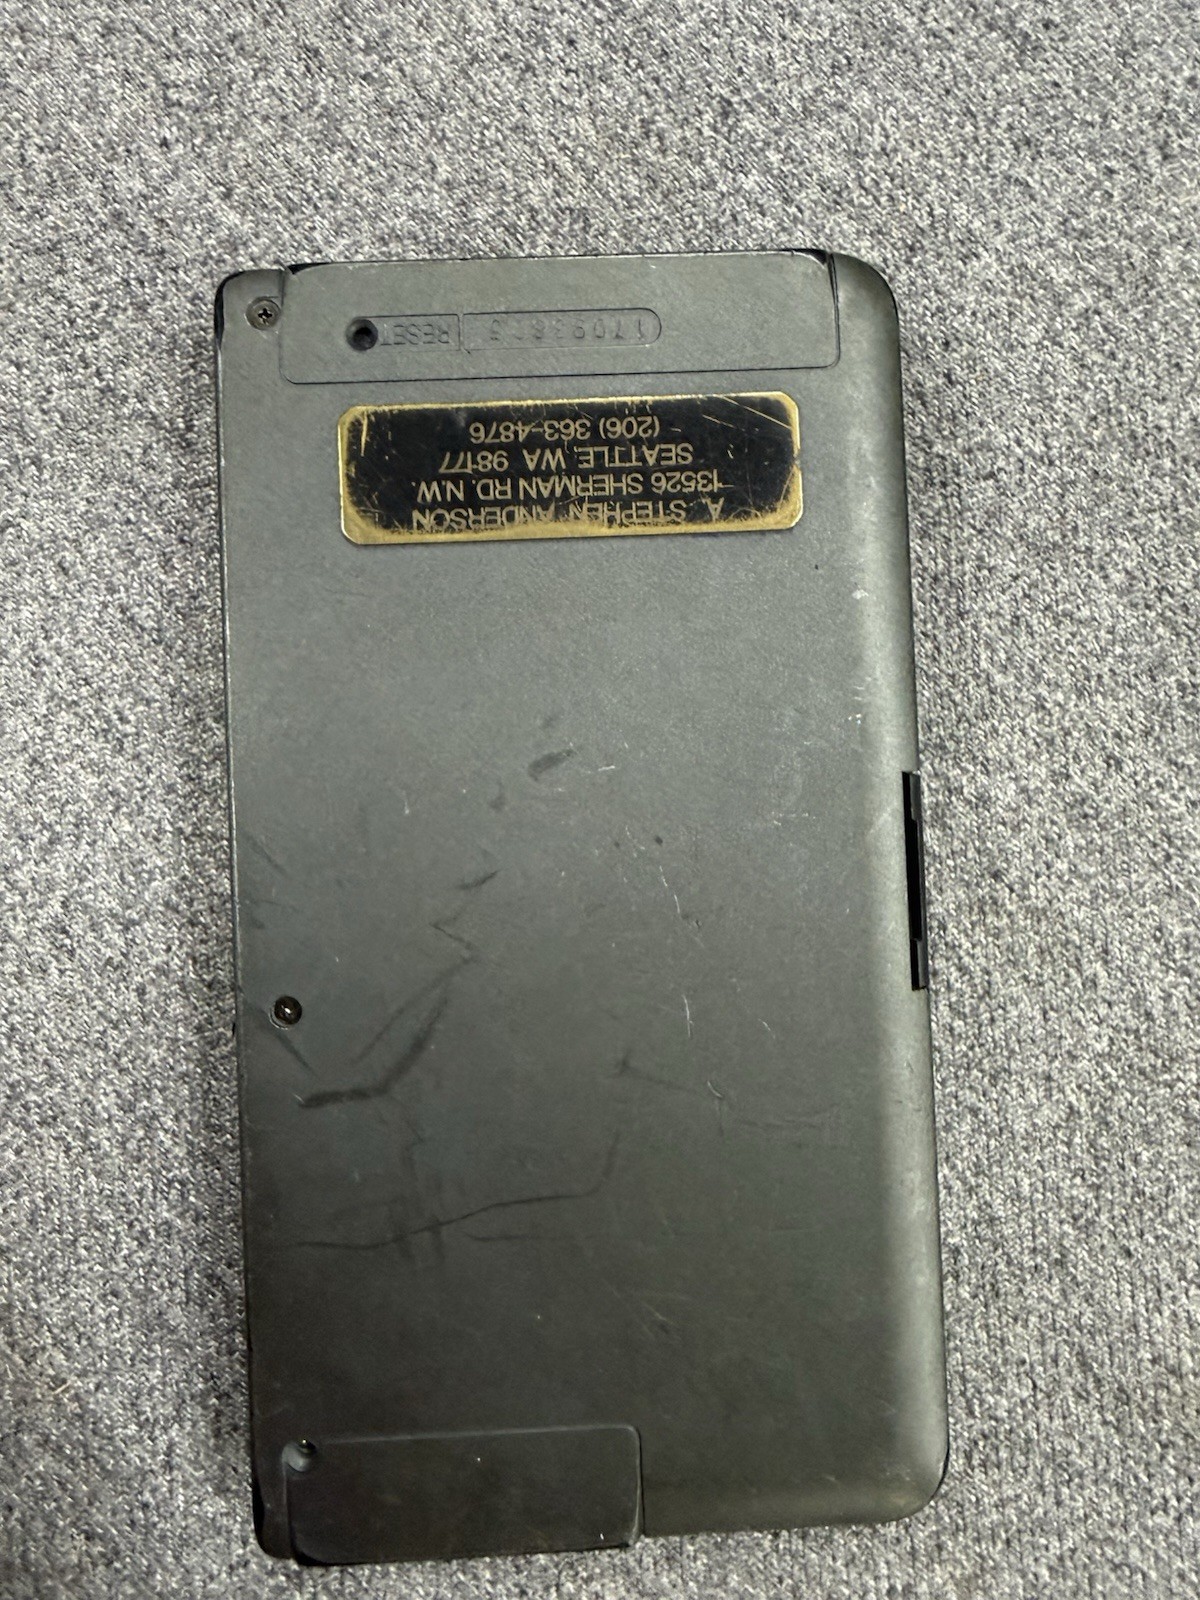 A. STEPHEN ANDERSON
13526 SHERMAN RD. N.W.
SEATTLE, WA 98177
(206) 363-4876
RESET